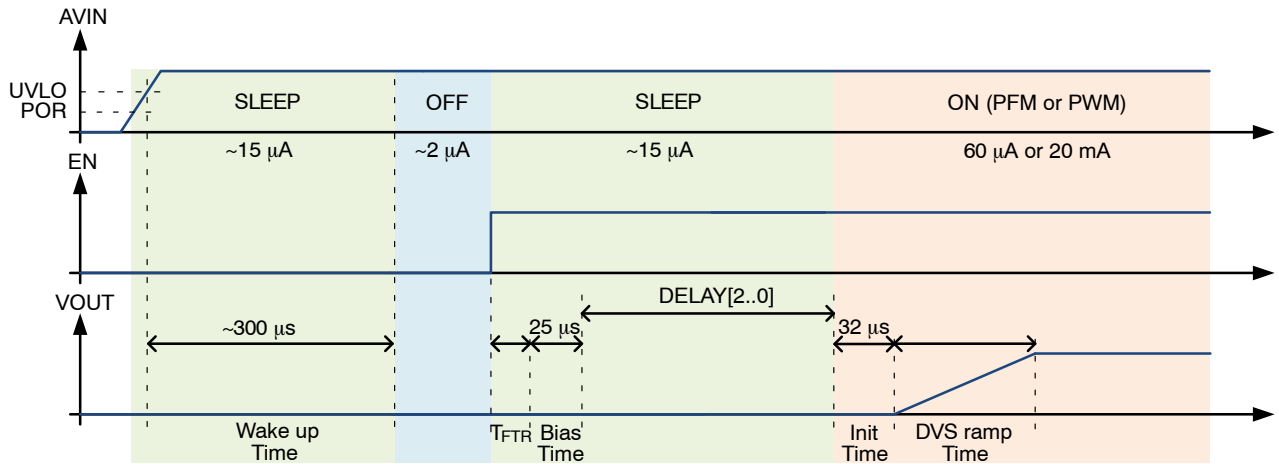 AVIN
UVLO
POR
SLEEP OFF SLEEP ON (PFM or PWM)
~15 µA ~2 µA ~15 µA 60 µA or 20 mA
EN
VOUT
DELAY[2..0]
~300 µs 25 µs 32 µs
Wake up Time
TFTR
Bias Time
Init Time
DVS ramp Time